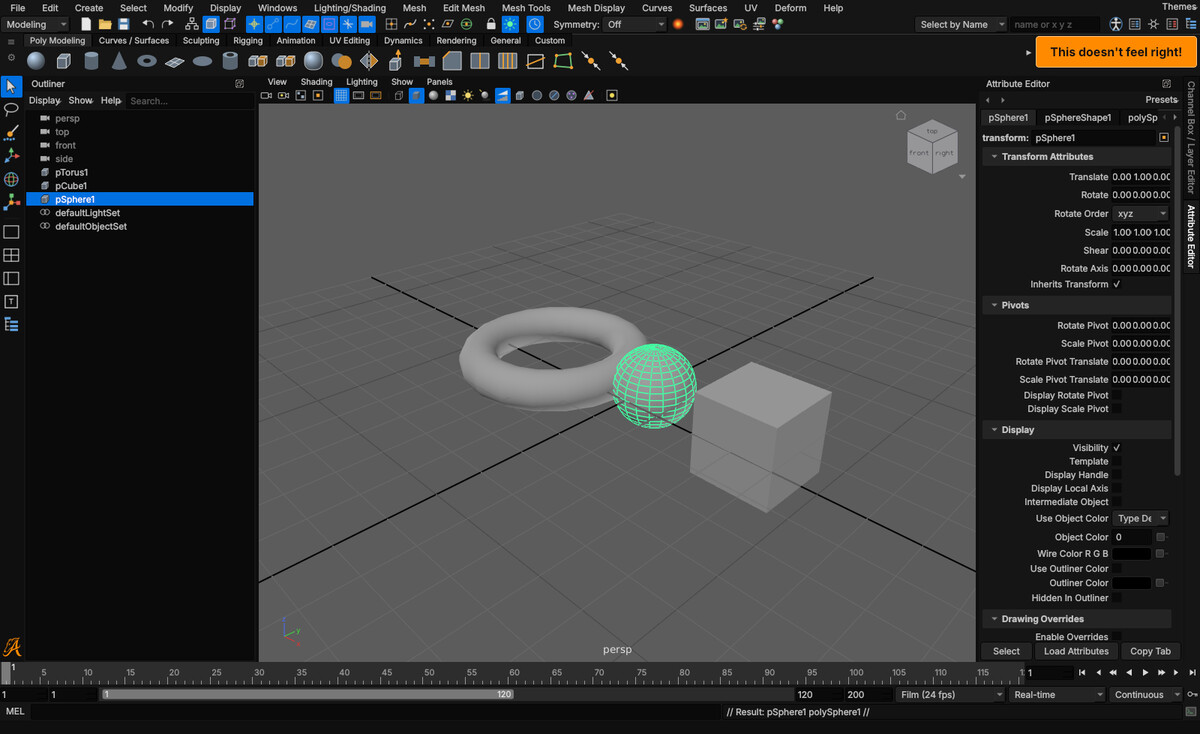 File Edit Create Select Modify Display Windows Lighting/Shading Mesh Edit Mesh Mesh Tools Mesh Display Curves Surfaces UV Deform Help Themes
Modeling Symmetry: Off Select by Name name or x y z
Poly Modeling Curves / Surfaces Sculpting Rigging Animation UV Editing Dynamics Rendering General Custom
This doesn't feel right!
Outliner
Display Show Help Search...
persp
top
front
side
pTorus1
pCube1
pSphere1
defaultLightSet
defaultObjectSet
View Shading Lighting Show Panels
top
front right
persp
z
y
Attribute Editor
Presets
pSphere1 pSphereShape1 polySp
transform: pSphere1
Transform Attributes
Translate 0.00 1.00 0.00
Rotate 0.00 0.00 0.00
Rotate Order xyz
Scale 1.00 1.00 1.00
Shear 0.00 0.00 0.00
Rotate Axis 0.00 0.00 0.00
Inherits Transform ✓
Pivots
Rotate Pivot 0.00 0.00 0.00
Scale Pivot 0.00 0.00 0.00
Rotate Pivot Translate 0.00 0.00 0.00
Scale Pivot Translate 0.00 0.00 0.00
Display Rotate Pivot
Display Scale Pivot
Display
Visibility ✓
Template
Display Handle
Display Local Axis
Intermediate Object
Use Object Color Type De
Object Color 0
Wire Color R G B
Use Outliner Color
Outliner Color
Hidden In Outliner
Drawing Overrides
Enable Overrides
Select Load Attributes Copy Tab
Channel Box / Layer Editor
Attribute Editor
1 5 10 15 20 25 30 35 40 45 50 55 60 65 70 75 80 85 90 95 100 105 110 115 1
1 1 1 120 120 200 Film (24 fps) Real-time Continuous
MEL // Result: pSphere1 polySphere1 //